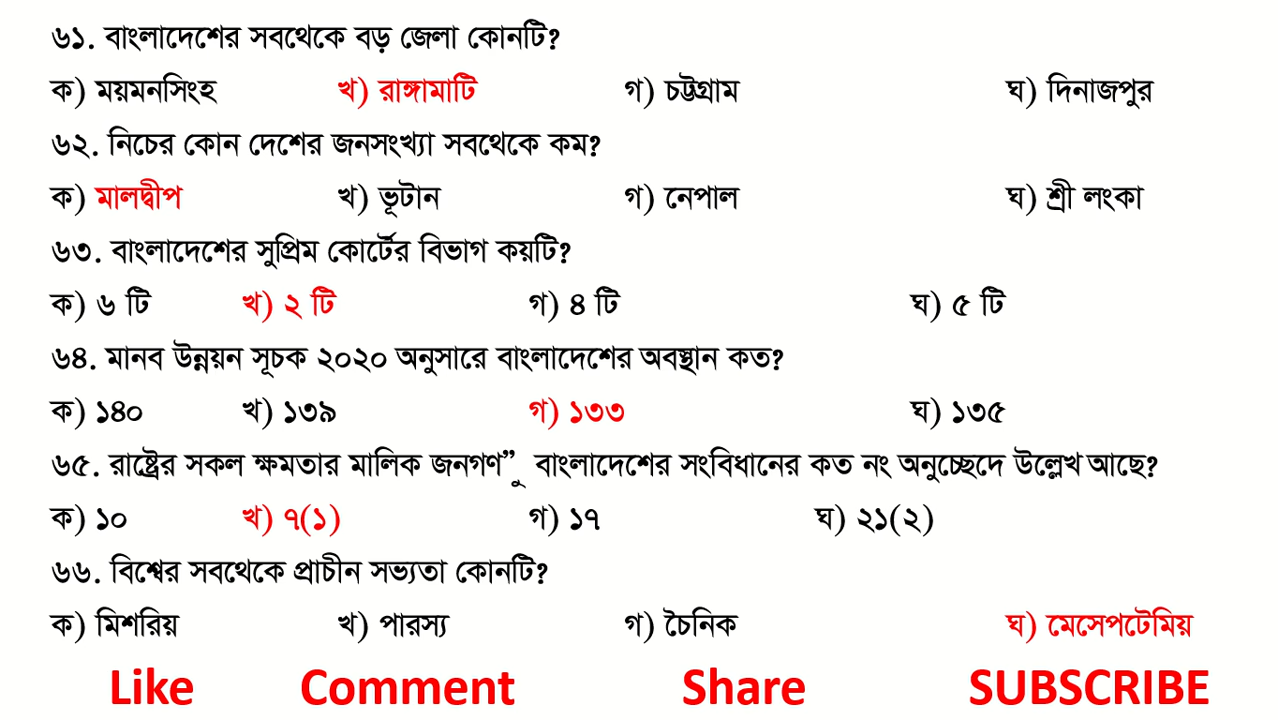 ৬১. বাংলাদেশের সবথেকে বড় জেলা কোনটি?
ক) ময়মনসিংহ খ) রাঙ্গামাটি গ) চট্টগ্রাম ঘ) দিনাজপুর
৬২. নিচের কোন দেশের জনসংখ্যা সবথেকে কম?
ক) মালদ্বীপ খ) ভূটান গ) নেপাল ঘ) শ্রী লংকা
৬৩. বাংলাদেশের সুপ্রিম কোর্টের বিভাগ কয়টি?
ক) ৬ টি খ) ২ টি গ) ৪ টি ঘ) ৫ টি
৬৪. মানব উন্নয়ন সূচক ২০২০ অনুসারে বাংলাদেশের অবস্থান কত?
ক) ১৪০ খ) ১৩৯ গ) ১৩৩ ঘ) ১৩৫
৬৫. রাষ্ট্রের সকল ক্ষমতার মালিক জনগণ”ু বাংলাদেশের সংবিধানের কত নং অনুচ্ছেদে উল্লেখ আছে?
ক) ১০ খ) ৭(১) গ) ১৭ ঘ) ২১(২)
৬৬. বিশ্বের সবথেকে প্রাচীন সভ্যতা কোনটি?
ক) মিশরিয় খ) পারস্য গ) চৈনিক ঘ) মেসেপটেমিয়
Like Comment Share SUBSCRIBE